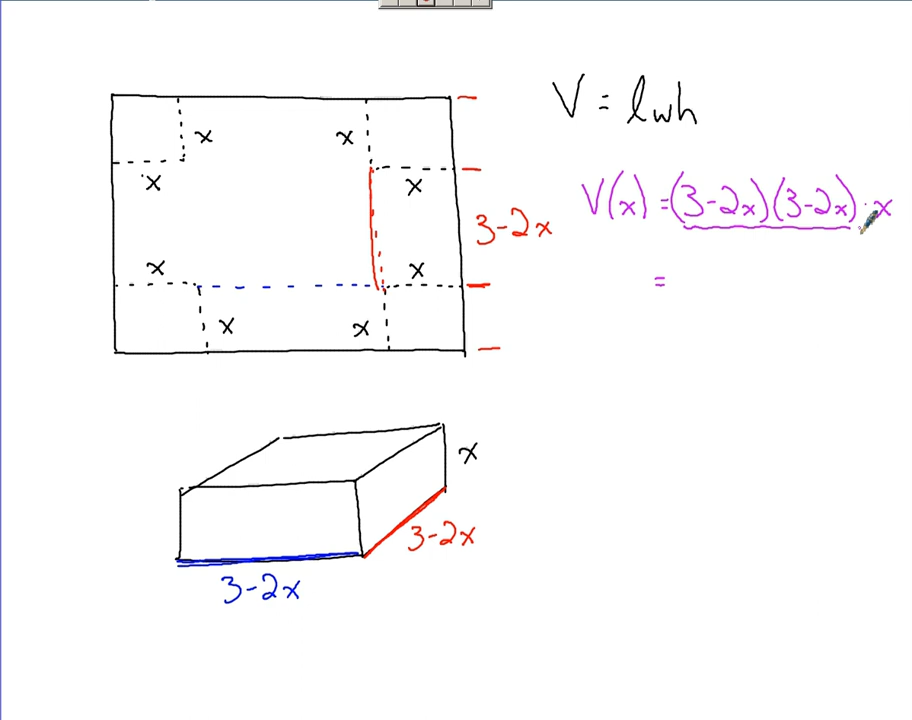 V = lwh
x x
x x
V(x) = (3-2x)(3-2x)·x
3-2x
x x
=
x x
x
3-2x
3-2x